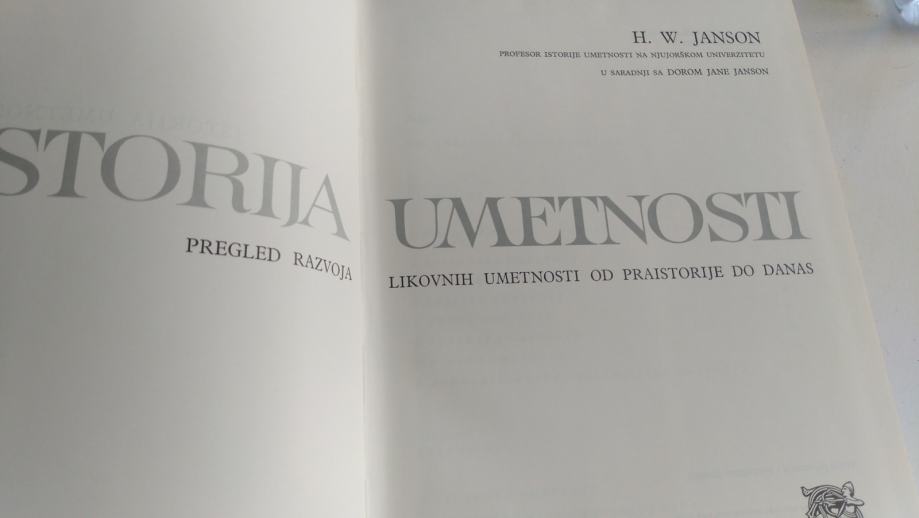 H. W. JANSON
PROFESOR ISTORIJE UMETNOSTI NA NJUJORŠKOM UNIVERZITETU
U SARADNJI SA DOROM JANE JANSON
STORIJA UMETNOSTI
PREGLED RAZVOJA LIKOVNIH UMETNOSTI OD PRAISTORIJE DO DANAS